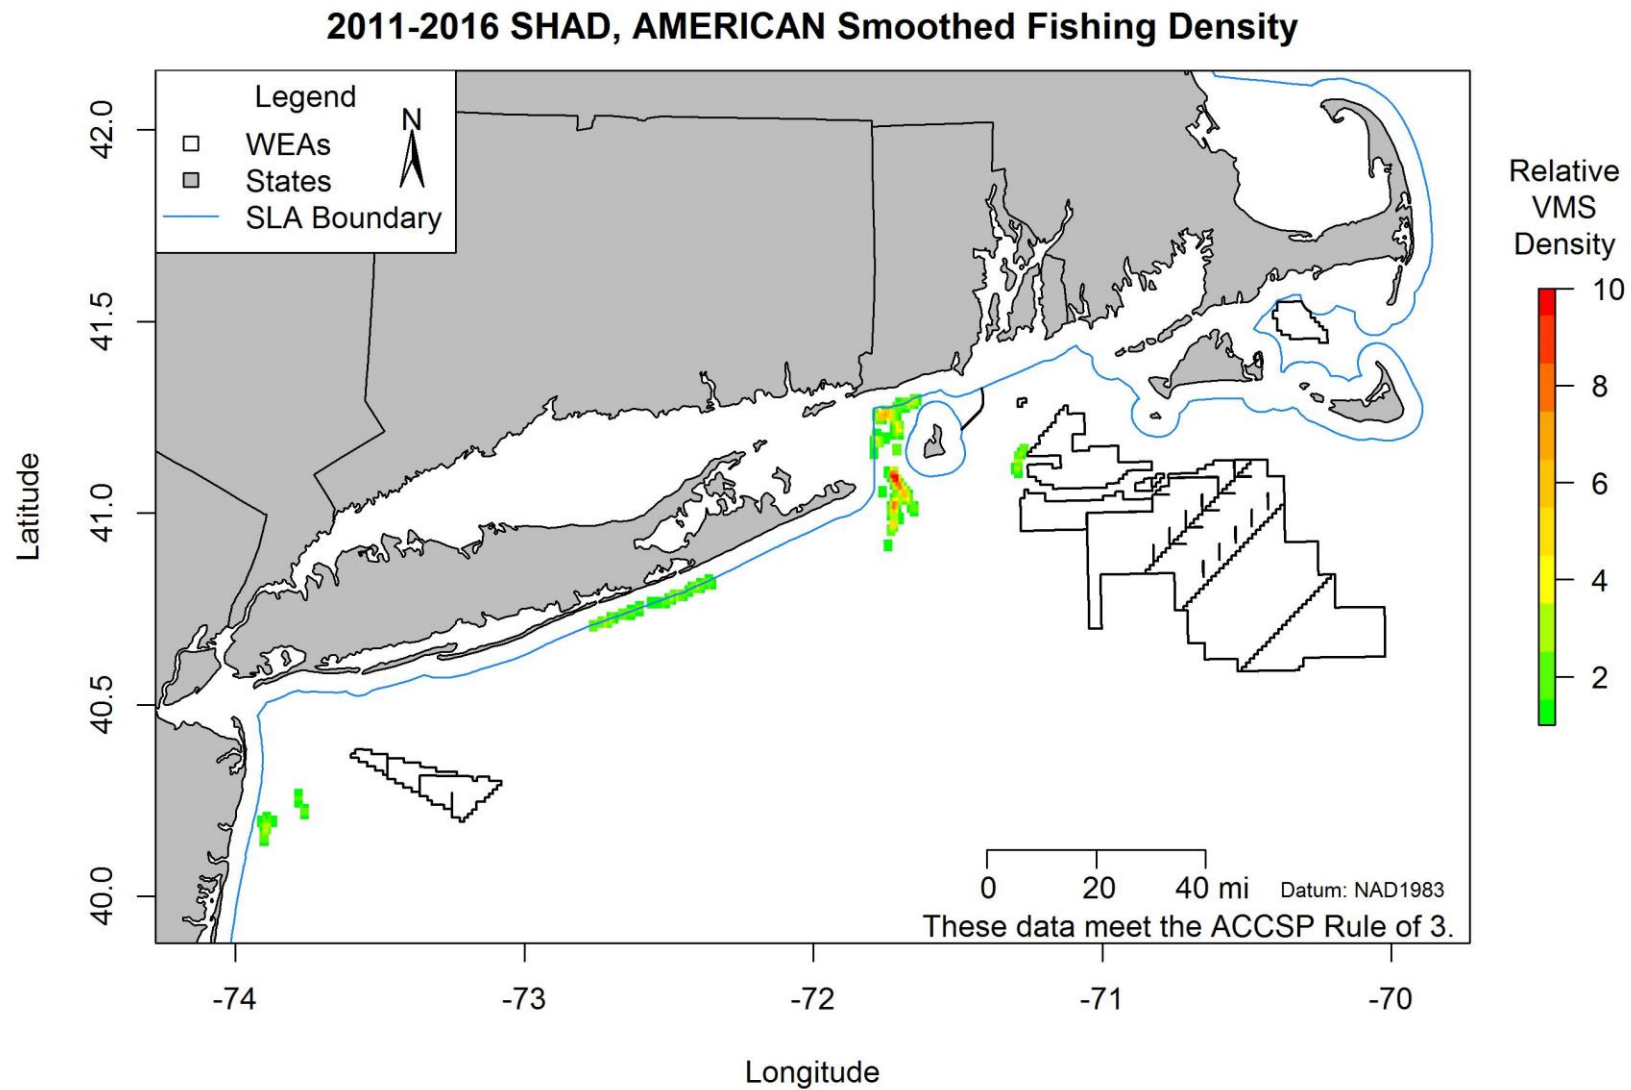 2011-2016 SHAD, AMERICAN Smoothed Fishing Density
Legend
N
WEAs
States
SLA Boundary
Relative
VMS
Density
10
8
6
4
2
Latitude
42.0
41.5
41.0
40.5
40.0
0 20 40 mi
Datum: NAD1983
These data meet the ACCSP Rule of 3.
-74 -73 -72 -71 -70
Longitude